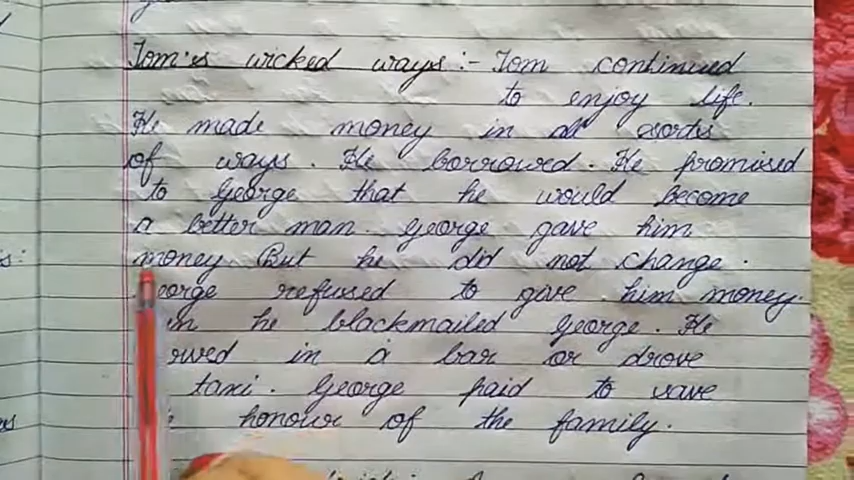 Tom's wicked ways :- Tom continued
to enjoy life.
He made money in all sorts
of ways. He borrowed. He promised
to George that he would become
a better man. George gave him
money. But he did not change.
eorge refused to give him money.
n he blackmailed George. He
rved in a bar or drove
taxi. George paid to save
honour of the family.